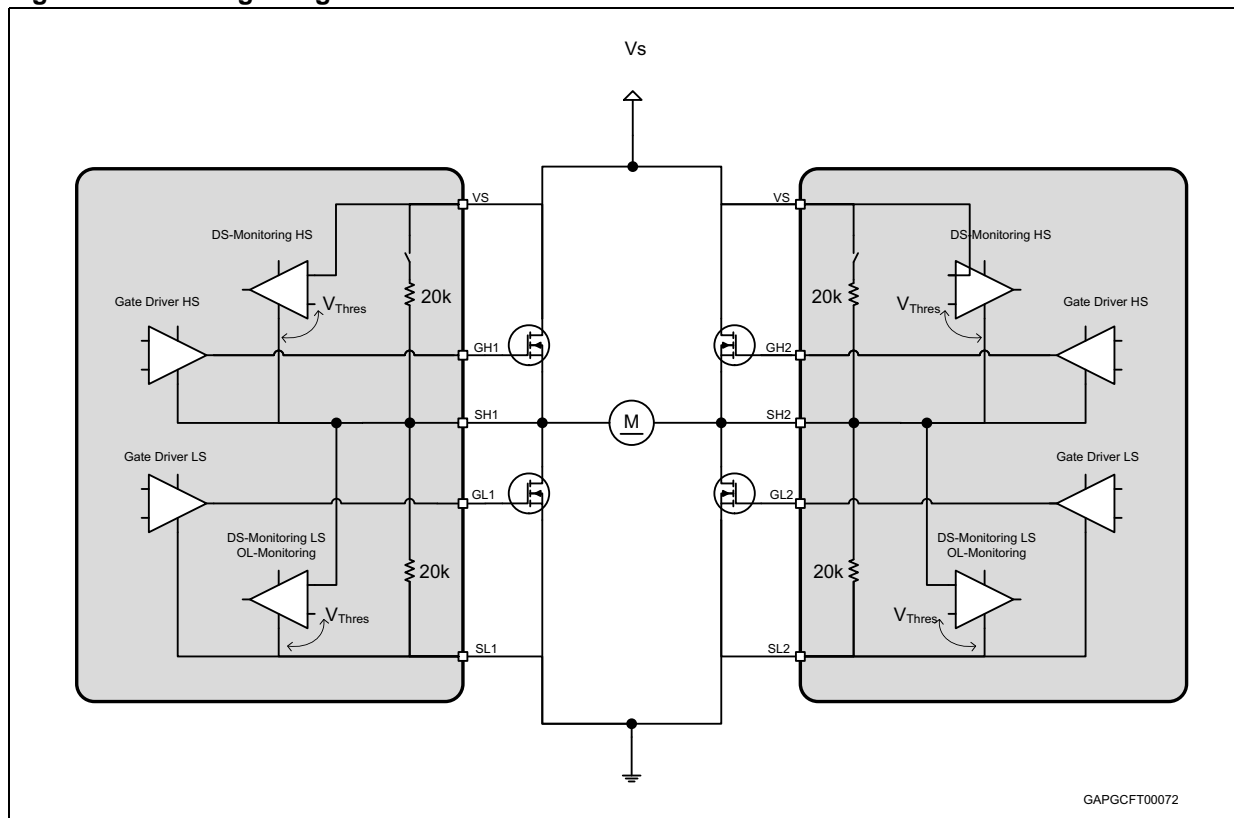 Vs
VS
DS-Monitoring HS
20k
VThres
Gate Driver HS
GH1
SH1
Gate Driver LS
GL1
DS-Monitoring LS
OL-Monitoring
20k
VThres
SL1
M
VS
DS-Monitoring HS
20k
VThres
Gate Driver HS
GH2
SH2
Gate Driver LS
GL2
DS-Monitoring LS
OL-Monitoring
20k
VThres
SL2
GAPGCFT00072